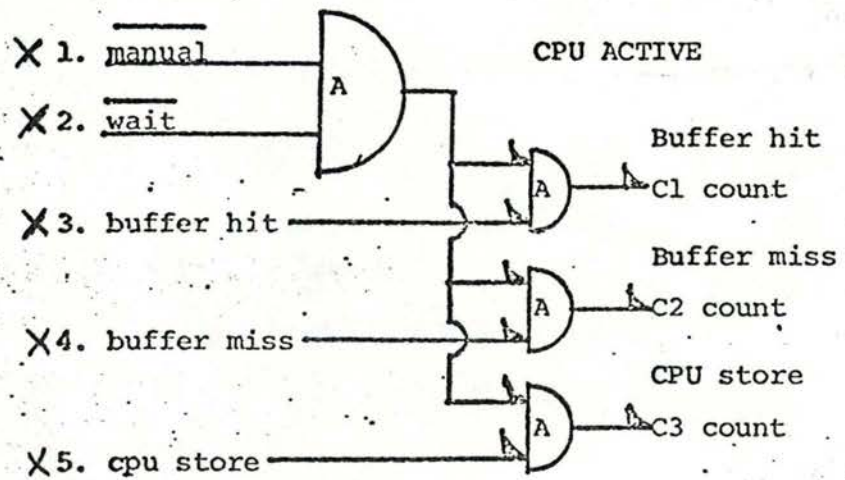 X 1. manual
CPU ACTIVE
A
X 2. wait
Buffer hit
A
C1 count
X 3. buffer hit
Buffer miss
A
C2 count
X 4. buffer miss
CPU store
A
C3 count
X 5. cpu store